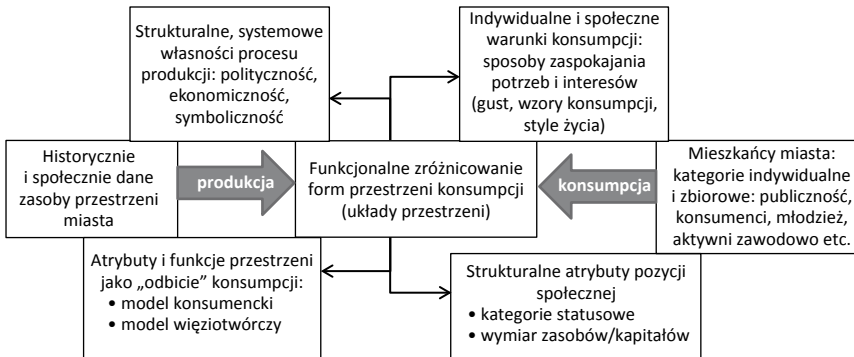 Strukturalne, systemowe
własności procesu
produkcji: polityczność,
ekonomiczność,
symboliczność
Indywidualne i społeczne
warunki konsumpcji:
sposoby zaspokajania
potrzeb i interesów
(gust, wzory konsumpcji,
style życia)
Historycznie
i społecznie dane
zasoby przestrzeni
miasta
produkcja
Funkcjonalne zróżnicowanie
form przestrzeni konsumpcji
(układy przestrzeni)
konsumpcja
Mieszkańcy miasta:
kategorie indywidualne
i zbiorowe: publiczność,
konsumenci, młodzież,
aktywni zawodowo etc.
Atrybuty i funkcje przestrzeni
jako „odbicie” konsumpcji:
• model konsumencki
• model więziotwórczy
Strukturalne atrybuty pozycji
społecznej
• kategorie statusowe
• wymiar zasobów/kapitałów